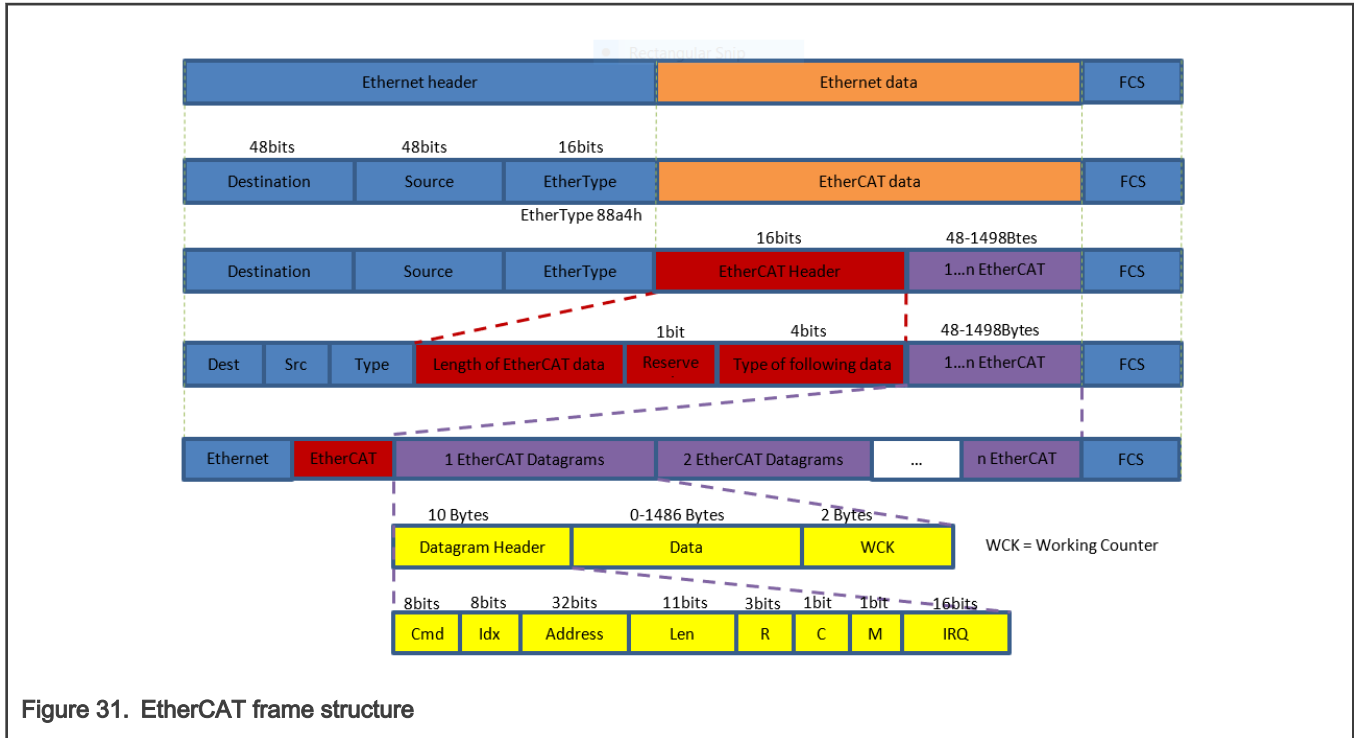 Rectangular Snip
Ethernet header Ethernet data FCS
48bits 48bits 16bits
Destination Source EtherType EtherCAT data FCS
EtherType 88a4h
16bits 48-1498Btes
Destination Source EtherType EtherCAT Header 1...n EtherCAT FCS
1bit 4bits 48-1498Bytes
Dest Src Type Length of EtherCAT data Reserve Type of following data 1...n EtherCAT FCS
Ethernet EtherCAT 1 EtherCAT Datagrams 2 EtherCAT Datagrams ... n EtherCAT FCS
10 Bytes 0-1486 Bytes 2 Bytes
Datagram Header Data WCK WCK = Working Counter
8bits 8bits 32bits 11bits 3bits 1bit 1bit 16bits
Cmd Idx Address Len R C M IRQ
Figure 31. EtherCAT frame structure